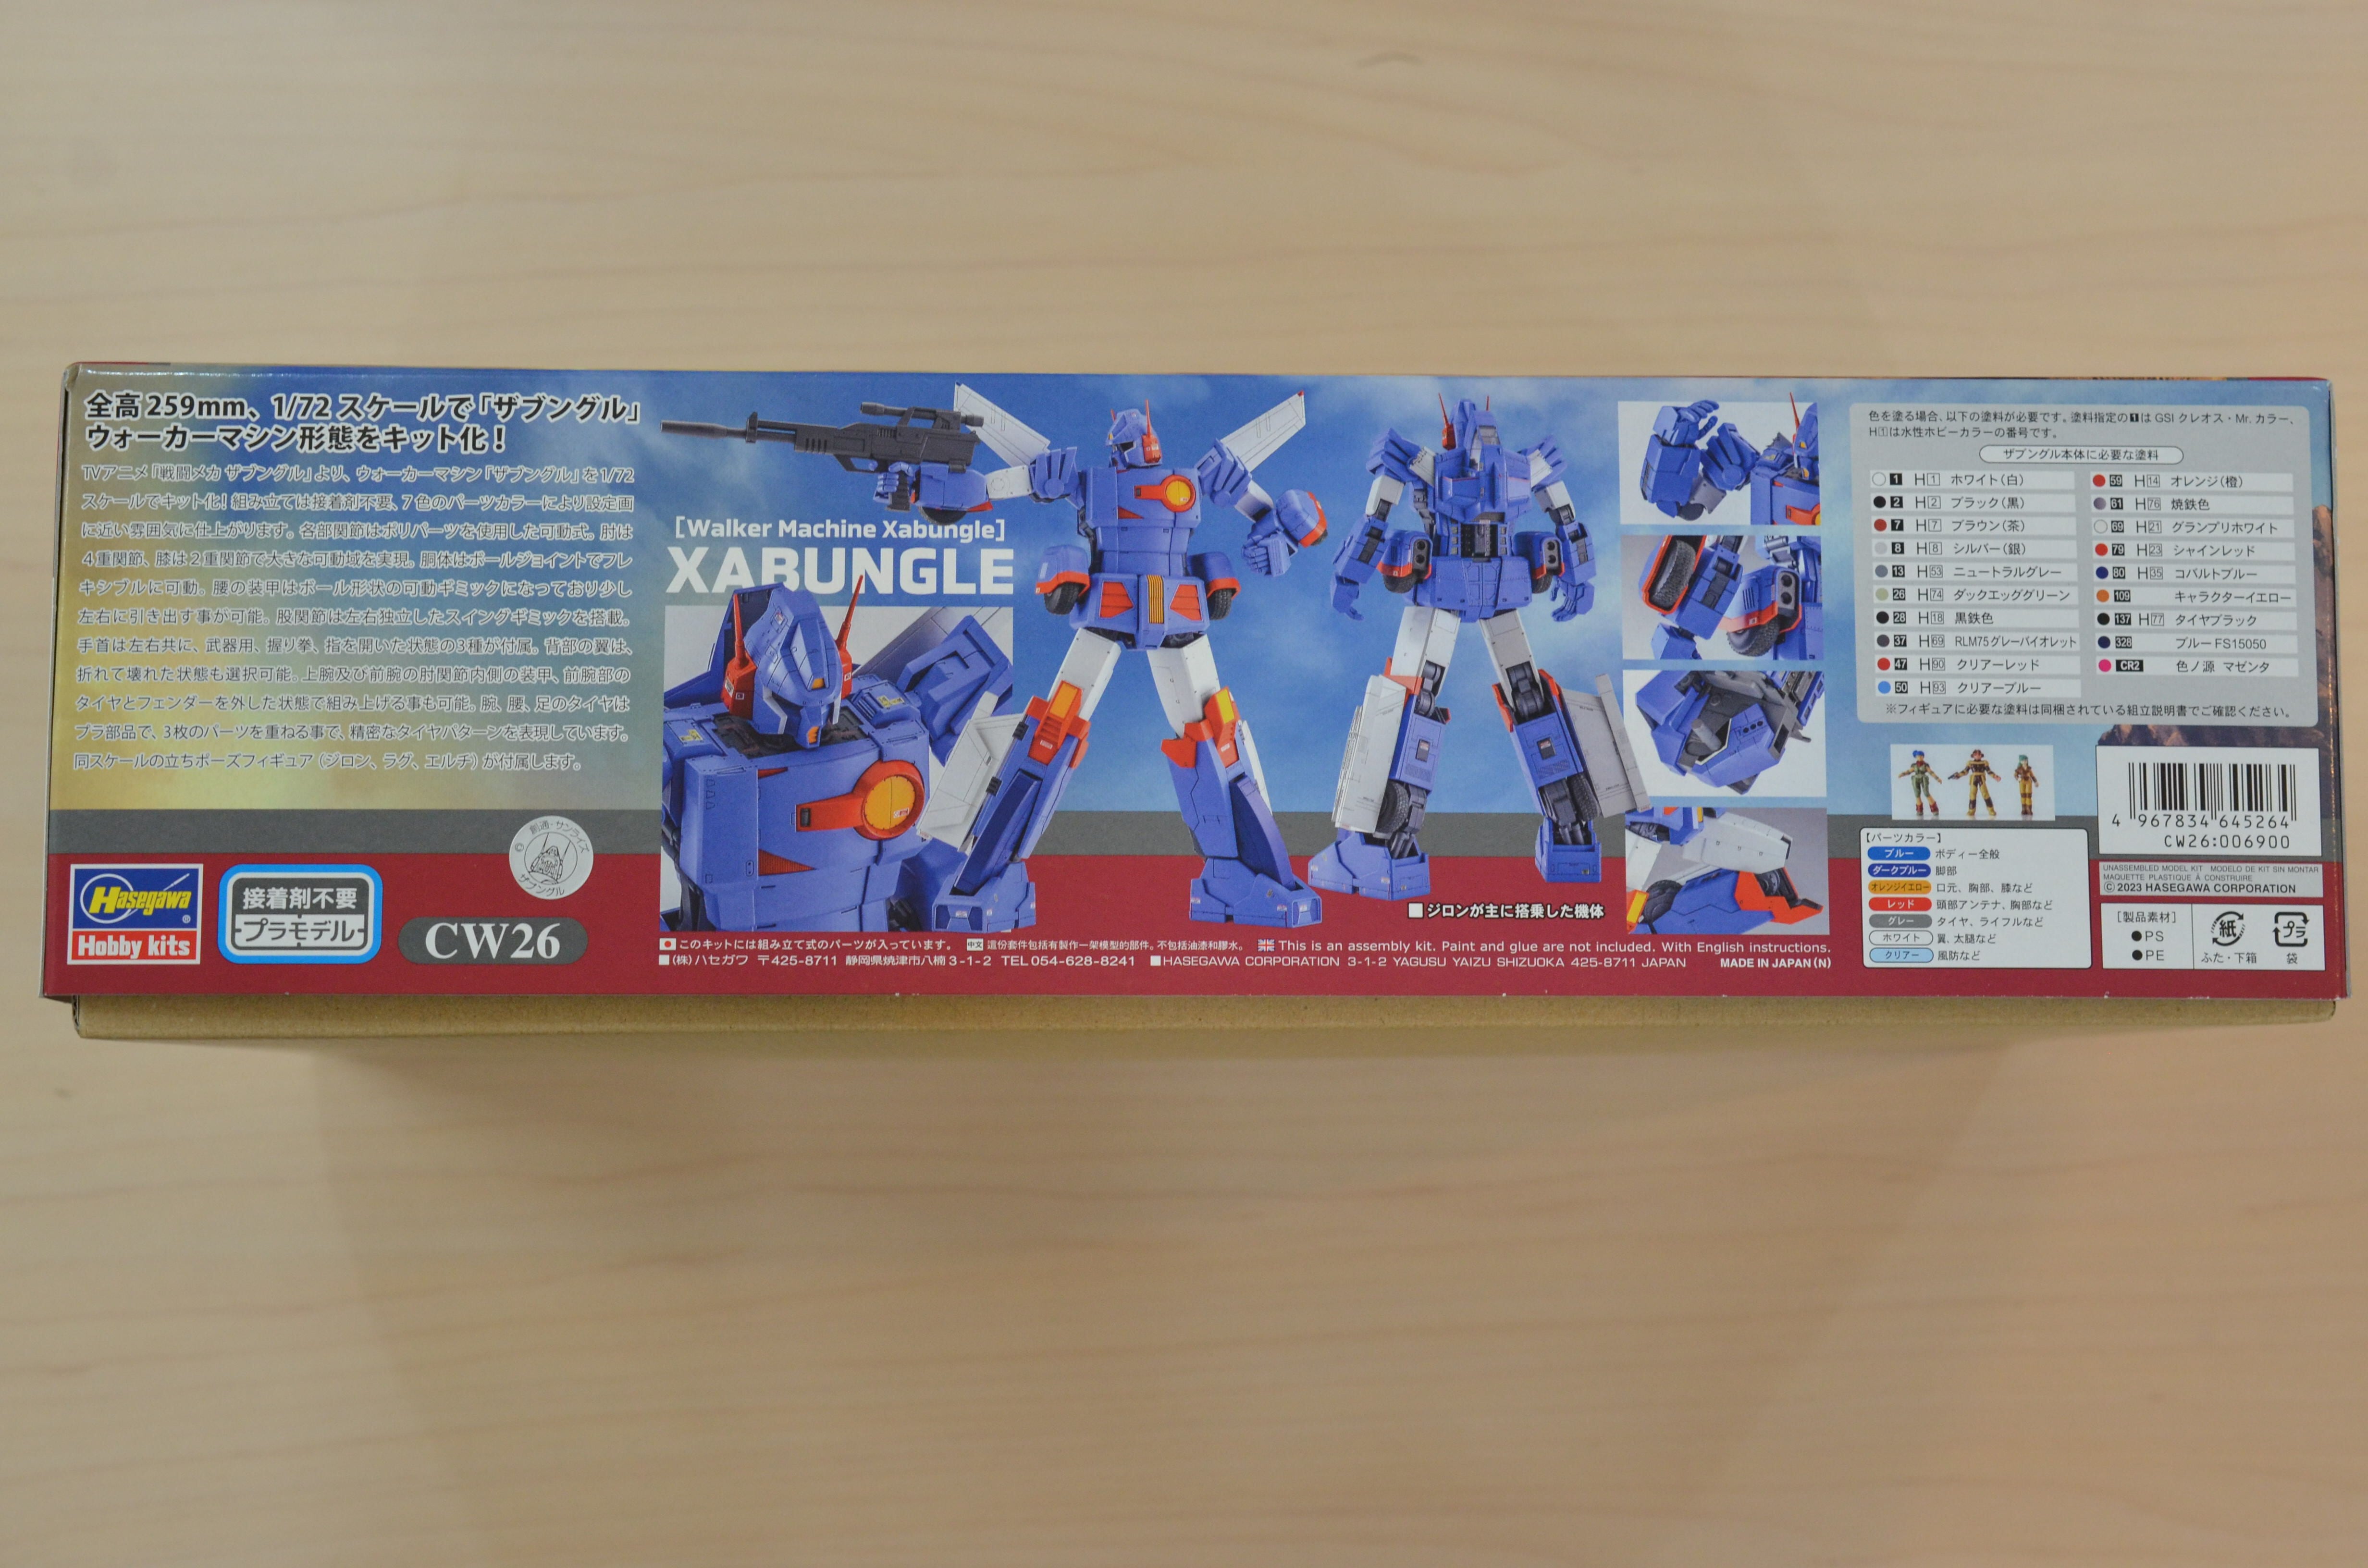 全高259mm、1/72スケールで「ザブングル」
ウォーカーマシン形態をキット化!
TVアニメ「戦闘メカ ザブングル」より、ウォーカーマシン「ザブングル」を1/72
スケールでキット化!組み立ては接着剤不要、7色のパーツカラーにより設定画
に近い雰囲気に仕上がります。各部関節はポリパーツを使用した可動式。肘は
4重関節、膝は2重関節で大きな可動域を実現。胴体はボールジョイントでフレ
キシブルに可動。腰の装甲はボール形状の可動ギミックになっており少し
左右に引き出す事が可能。股関節は左右独立したスイングギミックを搭載。
手首は左右共に、武器用、握り拳、指を開いた状態の3種が付属。背部の翼は、
折れて壊れた状態も選択可能。上腕及び前腕の肘関節内側の装甲、前腕部の
タイヤとフェンダーを外した状態で組み上げる事も可能。腕、腰、足のタイヤは
プラ部品で、3枚のパーツを重ねる事で、精密なタイヤパターンを表現しています。
同スケールの立ちポーズフィギュア(ジロン、ラグ、エルチ)が付属します。
Hasegawa®
Hobby kits
接着剤不要
プラモデル
© 創通・サンライズ
ザブングル
CW26
[Walker Machine Xabungle]
XABUNGLE
■ジロンが主に搭乗した機体
このキットには組み立て式のパーツが入っています。 中文 這份套件包括有製作一架模型的部件。不包括油漆和膠水。 This is an assembly kit. Paint and glue are not included. With English instructions.
■(株)ハセガワ 〒425-8711 静岡県焼津市八楠3-1-2 TEL 054-628-8241 ■HASEGAWA CORPORATION 3-1-2 YAGUSU YAIZU SHIZUOKA 425-8711 JAPAN MADE IN JAPAN (N)
色を塗る場合、以下の塗料が必要です。塗料指定の1はGSIクレオス・Mr.カラー、
H1は水性ホビーカラーの番号です。
ザブングル本体に必要な塗料
1 H1 ホワイト(白)
2 H2 ブラック(黒)
7 H7 ブラウン(茶)
8 H8 シルバー(銀)
13 H53 ニュートラルグレー
26 H74 ダックエッググリーン
28 H18 黒鉄色
37 H69 RLM75グレーバイオレット
47 H90 クリアーレッド
50 H93 クリアーブルー
59 H14 オレンジ(橙)
61 H76 焼鉄色
69 H21 グランプリホワイト
79 H23 シャインレッド
80 H35 コバルトブルー
109 キャラクターイエロー
137 H77 タイヤブラック
328 ブルーFS15050
CR2 色ノ源 マゼンタ
※フィギュアに必要な塗料は同梱されている組立説明書でご確認ください。
【パーツカラー】
ブルー ボディー全般
ダークブルー 脚部
オレンジイエロー 口元、胸部、膝など
レッド 頭部アンテナ、胸部など
グレー タイヤ、ライフルなど
ホワイト 翼、太腿など
クリアー 風防など
4 967834 645264
CW26:006900
UNASSEMBLED MODEL KIT MODELO DE KIT SIN MONTAR
MAQUETTE PLASTIQUE À CONSTRUIRE
©2023 HASEGAWA CORPORATION
[製品素材]
●PS
●PE
紙
ふた・下箱
プラ
袋